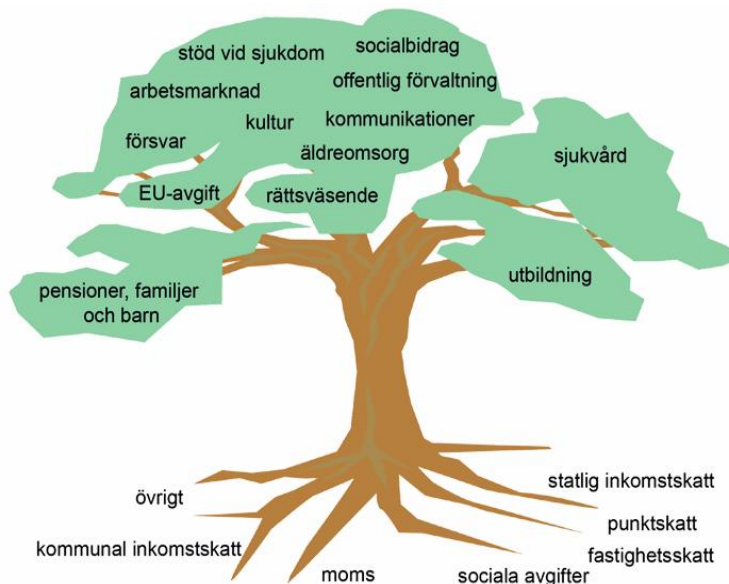 stöd vid sjukdom
socialbidrag
arbetsmarknad
offentlig förvaltning
försvar
kultur
kommunikationer
äldreomsorg
sjukvård
EU-avgift
rättsväsende
pensioner, familjer
och barn
utbildning
övrigt
statlig inkomstskatt
kommunal inkomstskatt
punktskatt
fastighetsskatt
moms
sociala avgifter